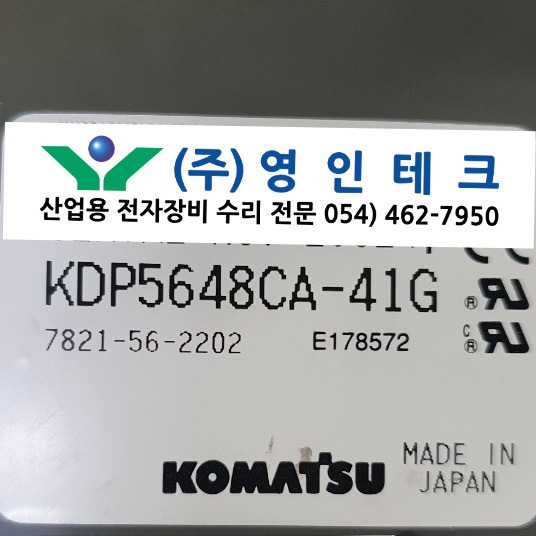 (주) 영 인 테 크
산업용 전자장비 수리 전문 054) 462-7950
KDP5648CA-41G
7821-56-2202 E178572
KOMATSU MADE IN
JAPAN